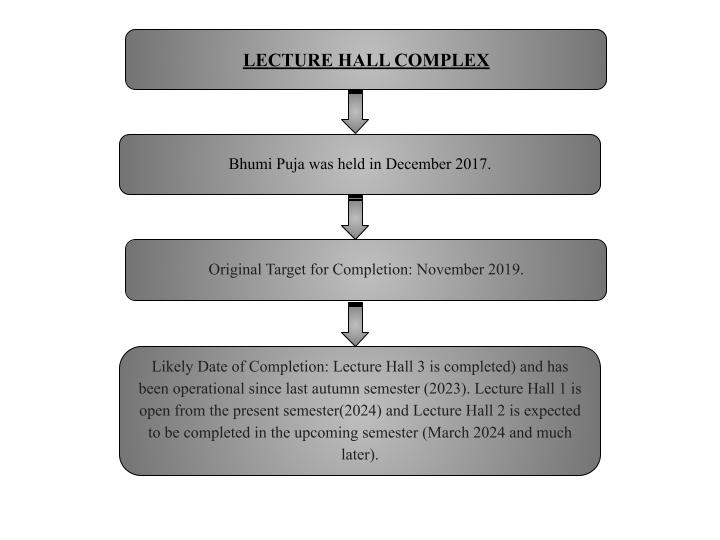 LECTURE HALL COMPLEX
Bhumi Puja was held in December 2017.
Original Target for Completion: November 2019.
Likely Date of Completion: Lecture Hall 3 is completed) and has
been operational since last autumn semester (2023). Lecture Hall 1 is
open from the present semester(2024) and Lecture Hall 2 is expected
to be completed in the upcoming semester (March 2024 and much
later).